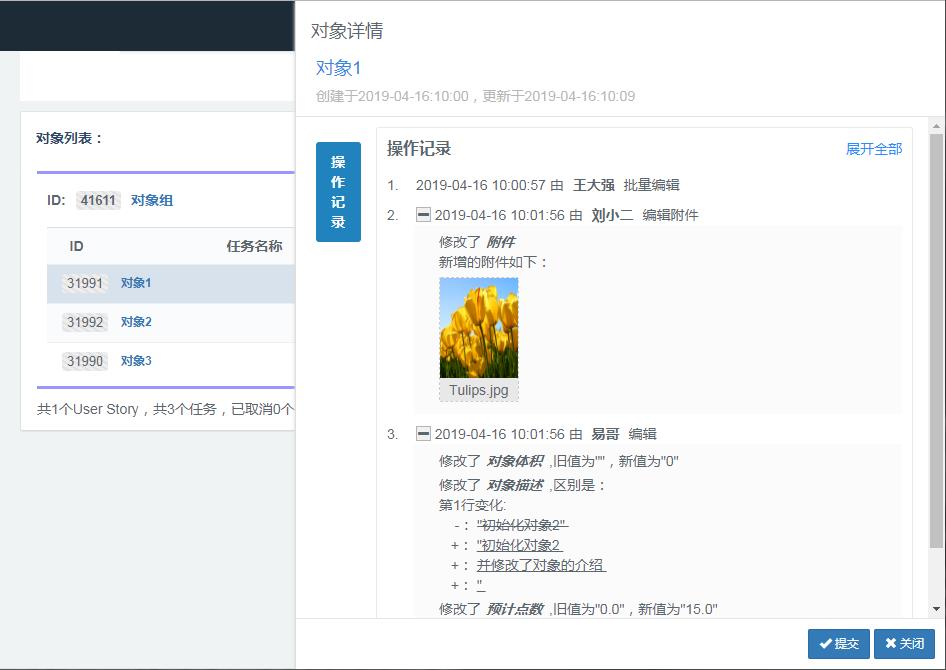 对象详情
对象1
创建于2019-04-16:10:00，更新于2019-04-16:10:09
对象列表：
ID: 41611 对象组
ID 任务名称
31991 对象1
31992 对象2
31990 对象3
共1个User Story，共3个任务，已取消0个
操作记录
操作记录 展开全部
1. 2019-04-16 10:00:57 由 王大强 批量编辑
2. 2019-04-16 10:01:56 由 刘小二 编辑附件
修改了 附件
新增的附件如下：
Tulips.jpg
3. 2019-04-16 10:01:56 由 易哥 编辑
修改了 对象体积 ,旧值为""，新值为"0"
修改了 对象描述 ,区别是：
第1行变化:
-： "初始化对象2"
+： "初始化对象2
+： 并修改了对象的介绍
+： "
修改了 预计点数 ,旧值为"0.0"，新值为"15.0"
提交 关闭